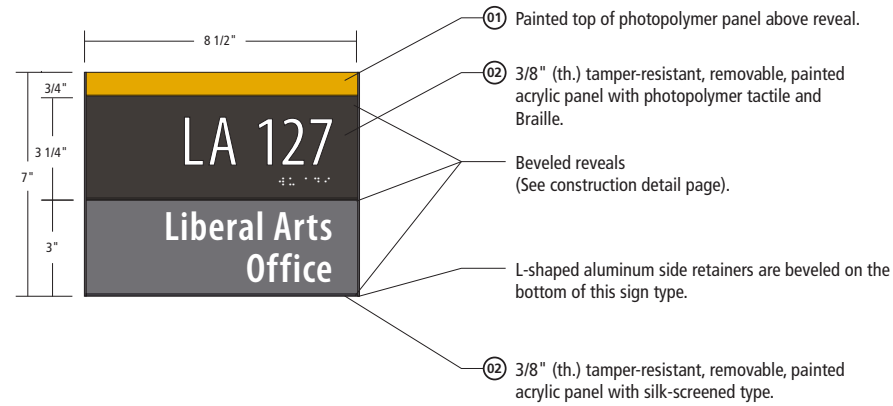 8 1/2"
3/4"
3 1/4"
7"
3"
LA 127
Liberal Arts
Office
01 Painted top of photopolymer panel above reveal.
02 3/8" (th.) tamper-resistant, removable, painted
acrylic panel with photopolymer tactile and
Braille.
Beveled reveals
(See construction detail page).
L-shaped aluminum side retainers are beveled on the
bottom of this sign type.
02 3/8" (th.) tamper-resistant, removable, painted
acrylic panel with silk-screened type.